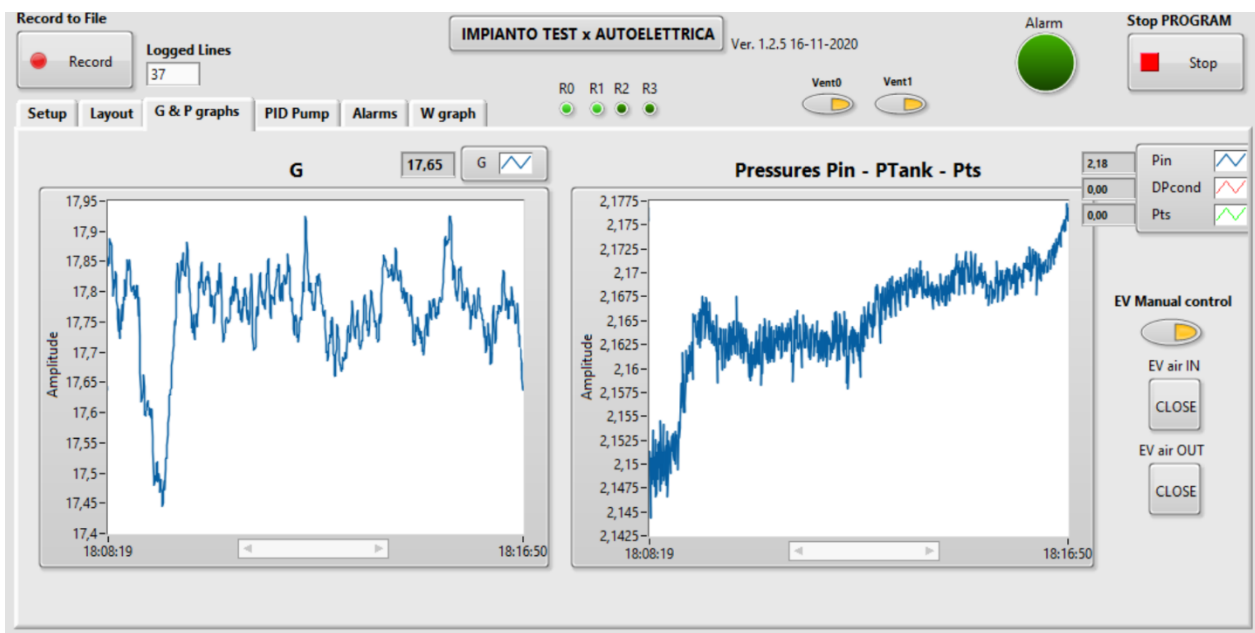 Record to File
Record
Logged Lines
37
IMPIANTO TEST x AUTOELETTRICA
Ver. 1.2.5 16-11-2020
R0 R1 R2 R3
Vent0
Vent1
Alarm
Stop PROGRAM
Stop
Setup
Layout
G & P graphs
PID Pump
Alarms
W graph
G
17,65
G
Amplitude
17,95
17,9
17,85
17,8
17,75
17,7
17,65
17,6
17,55
17,5
17,45
17,4
18:08:19
18:16:50
Pressures Pin - PTank - Pts
2,18
Pin
0,00
DPcond
0,00
Pts
Amplitude
2,1775
2,175
2,1725
2,17
2,1675
2,165
2,1625
2,16
2,1575
2,155
2,1525
2,15
2,1475
2,145
2,1425
18:08:19
18:16:50
EV Manual control
EV air IN
CLOSE
EV air OUT
CLOSE